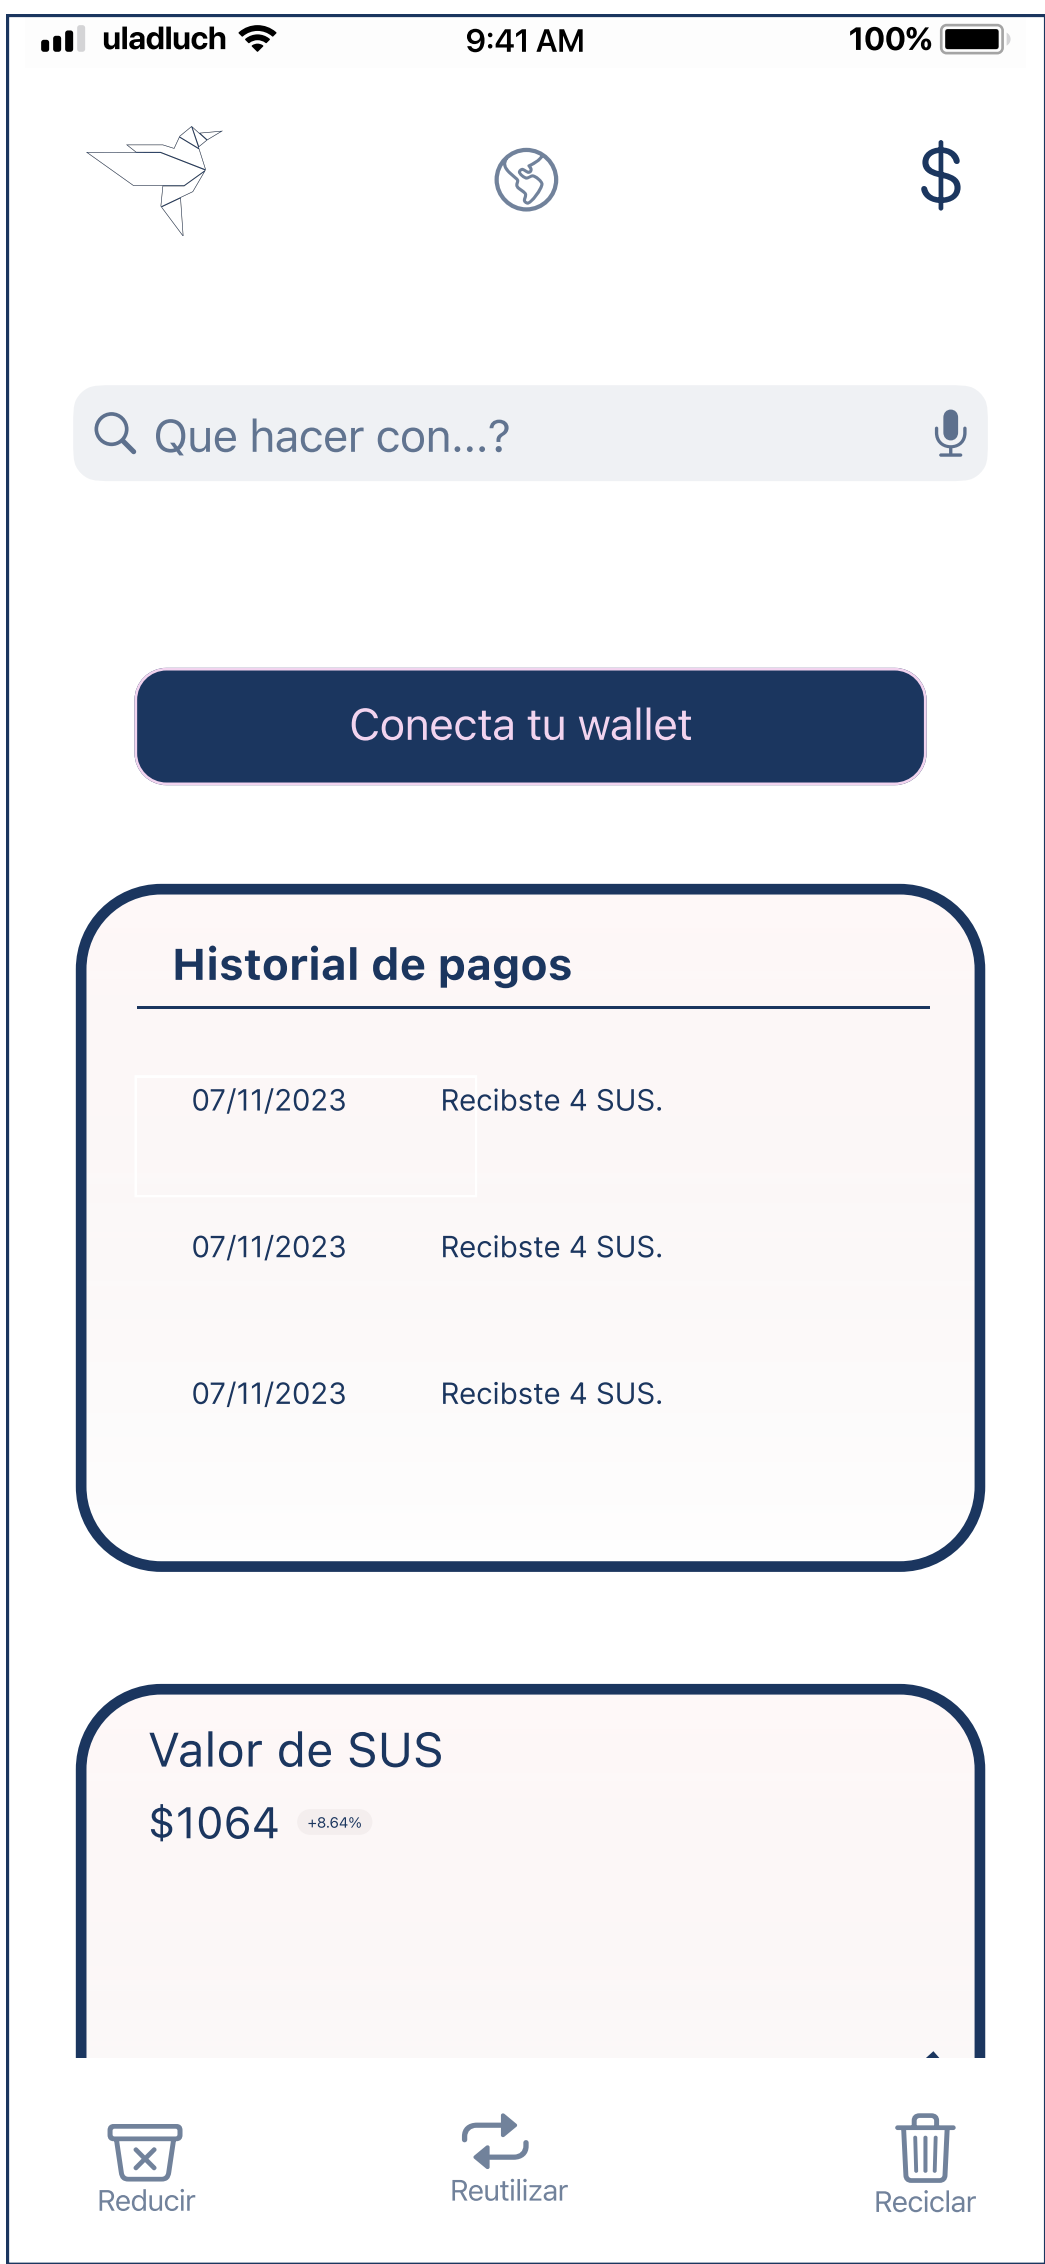 uladluch 9:41 AM 100%
$
Que hacer con...?
Conecta tu wallet
Historial de pagos
07/11/2023 Recibste 4 SUS.
07/11/2023 Recibste 4 SUS.
07/11/2023 Recibste 4 SUS.
Valor de SUS
$1064 +8.64%
Reducir Reutilizar Reciclar